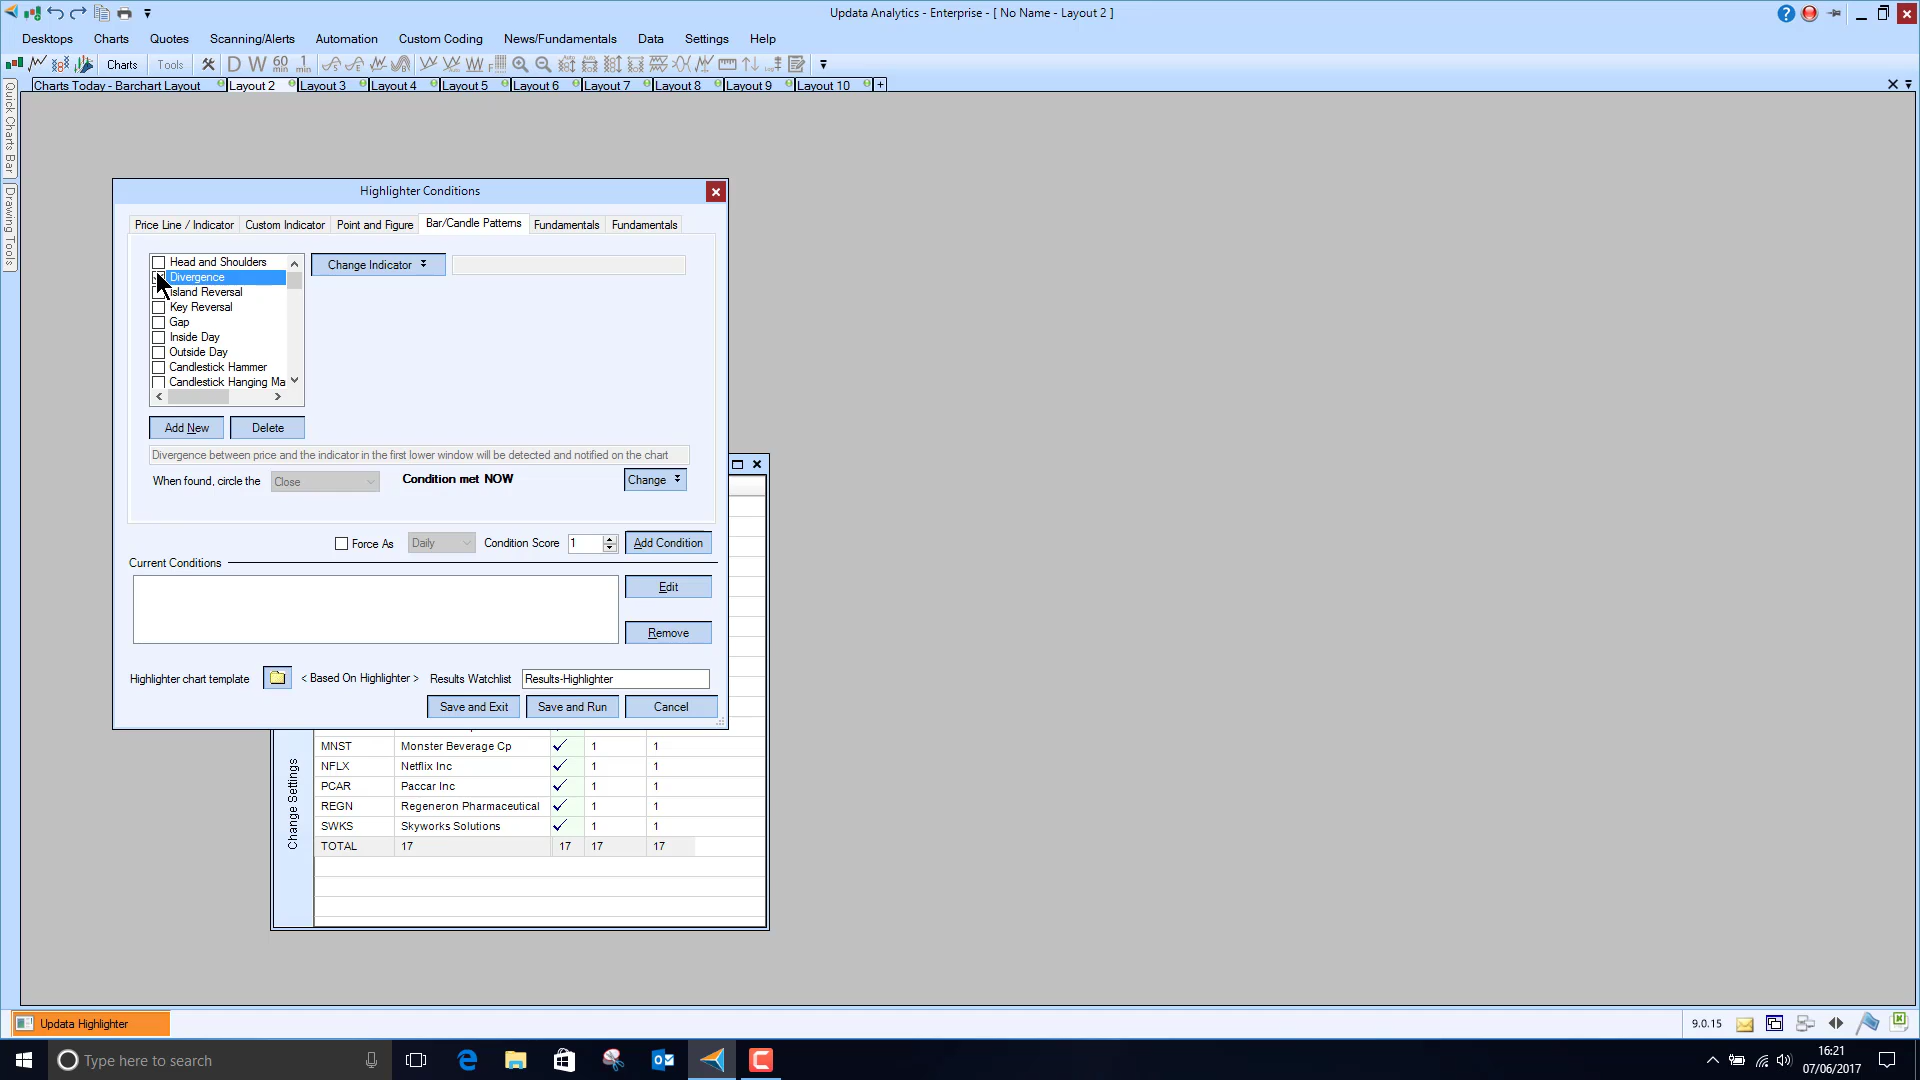 Updata Analytics - Enterprise - [ No Name - Layout 2 ]
Desktops Charts Quotes Scanning/Alerts Automation Custom Coding News/Fundamentals Data Settings Help
Charts Tools D W 60 min 1 min
Charts Today - Barchart Layout Layout 2 Layout 3 Layout 4 Layout 5 Layout 6 Layout 7 Layout 8 Layout 9 Layout 10 +
Quick Charts Bar
Drawing Tools
Highlighter Conditions
Price Line / Indicator Custom Indicator Point and Figure Bar/Candle Patterns Fundamentals Fundamentals
Head and Shoulders
Divergence
Island Reversal
Key Reversal
Gap
Inside Day
Outside Day
Candlestick Hammer
Candlestick Hanging Ma
Change Indicator
Add New Delete
Divergence between price and the indicator in the first lower window will be detected and notified on the chart
When found, circle the Close Condition met NOW Change
Force As Daily Condition Score 1 Add Condition
Current Conditions
Edit
Remove
Highlighter chart template < Based On Highlighter > Results Watchlist Results-Highlighter
Save and Exit Save and Run Cancel
Change Settings
MNST Monster Beverage Cp 1 1
NFLX Netflix Inc 1 1
PCAR Paccar Inc 1 1
REGN Regeneron Pharmaceutical 1 1
SWKS Skyworks Solutions 1 1
TOTAL 17 17 17 17
Updata Highlighter
9.0.15
Type here to search
16:21
07/06/2017